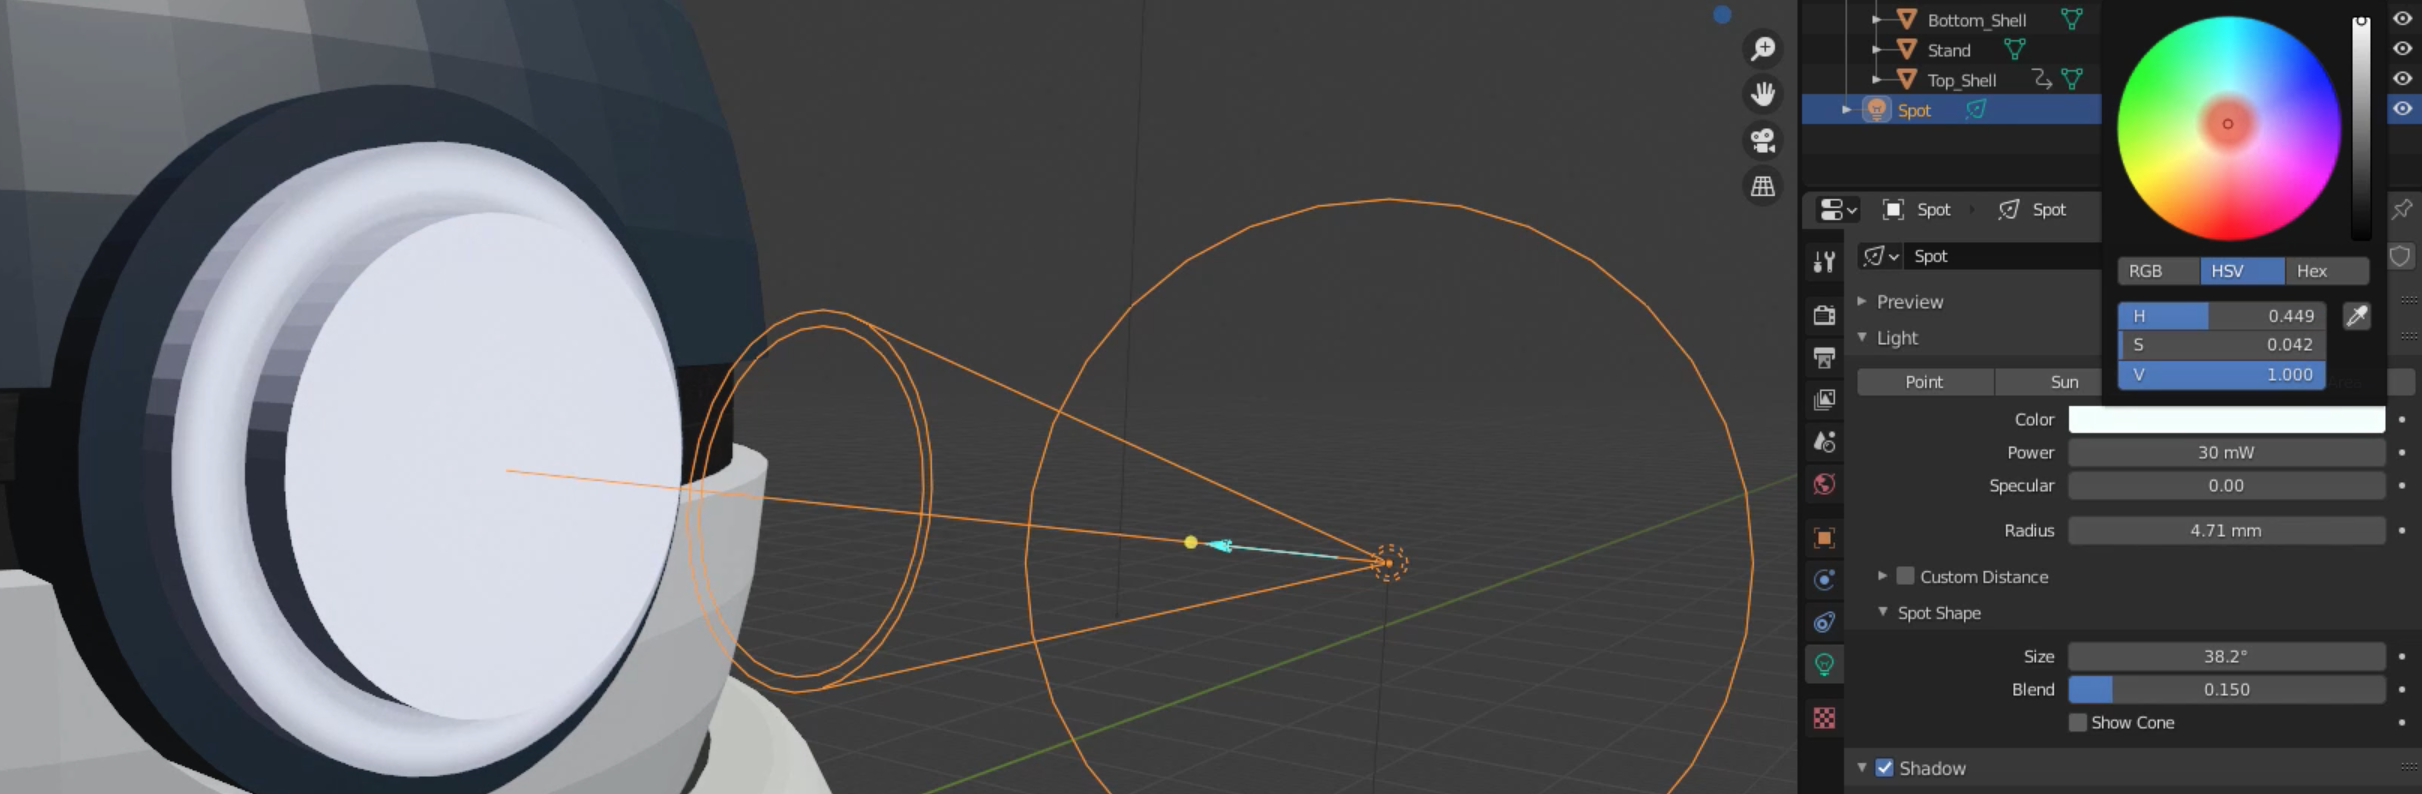 Bottom_Shell
Stand
Top_Shell
Spot
Spot Spot
Spot
RGB HSV Hex
H 0.449
S 0.042
V 1.000
Preview
Light
Point Sun
Color
Power 30 mW
Specular 0.00
Radius 4.71 mm
Custom Distance
Spot Shape
Size 38.2°
Blend 0.150
Show Cone
Shadow